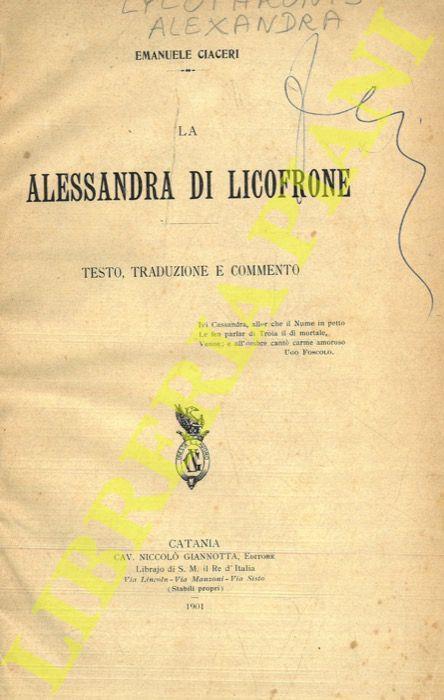 LYCOPHRONIS
ALEXANDRA
EMANUELE CIACERI
LA
ALESSANDRA DI LICOFRONE
TESTO, TRADUZIONE E COMMENTO
Ivi Cassandra, allor che il Nume in petto
Le fea parlar di Troia il dì mortale,
Venne; e all'ombre cantò carme amoroso
UGO FOSCOLO.
CATANIA
CAV. NICCOLÒ GIANNOTTA, EDITORE
Librajo di S. M. il Re d'Italia
Via Lincoln - Via Manzoni - Via Sisto
(Stabili propri)
1901
LIBRERIA PIANI